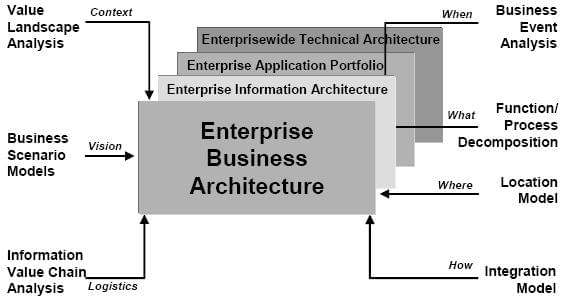 Value
Landscape
Analysis
Context
When
Business
Event
Analysis
Enterprisewide Technical Architecture
Enterprise Application Portfolio
Enterprise Information Architecture
Enterprise
Business
Architecture
Business
Scenario
Models
Vision
What
Function/
Process
Decomposition
Where
Location
Model
Information
Value Chain
Analysis
Logistics
How
Integration
Model